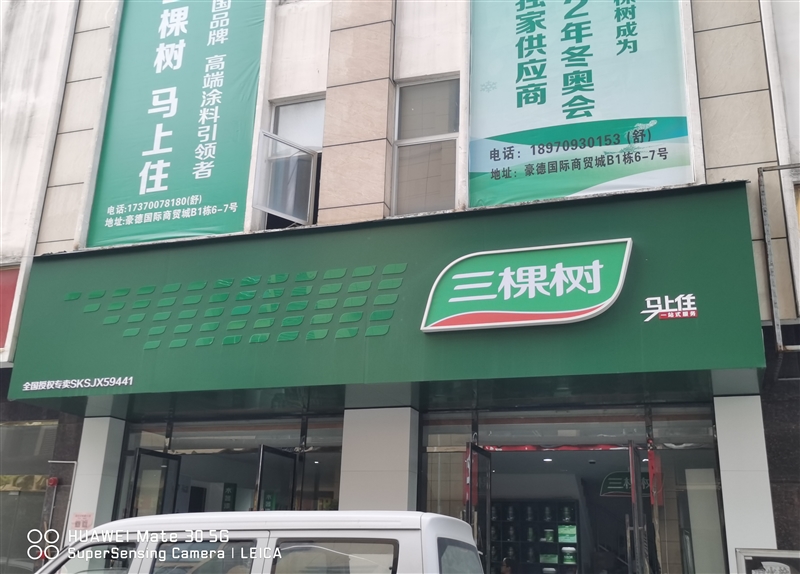 国品牌 高端涂料引领者
棵树 马上住
电话:17370078180(舒)
地址:豪德国际商贸城B1栋6-7号
棵树成为
2年冬奥会
独家供应商
电话：18970930153 (舒)
地址：豪德国际商贸城B1栋6-7号
三棵树
马上住
一站式服务
全国授权专卖SKSJX59441
三棵树
HUAWEI Mate 30 5G
SuperSensing Camera | LEICA